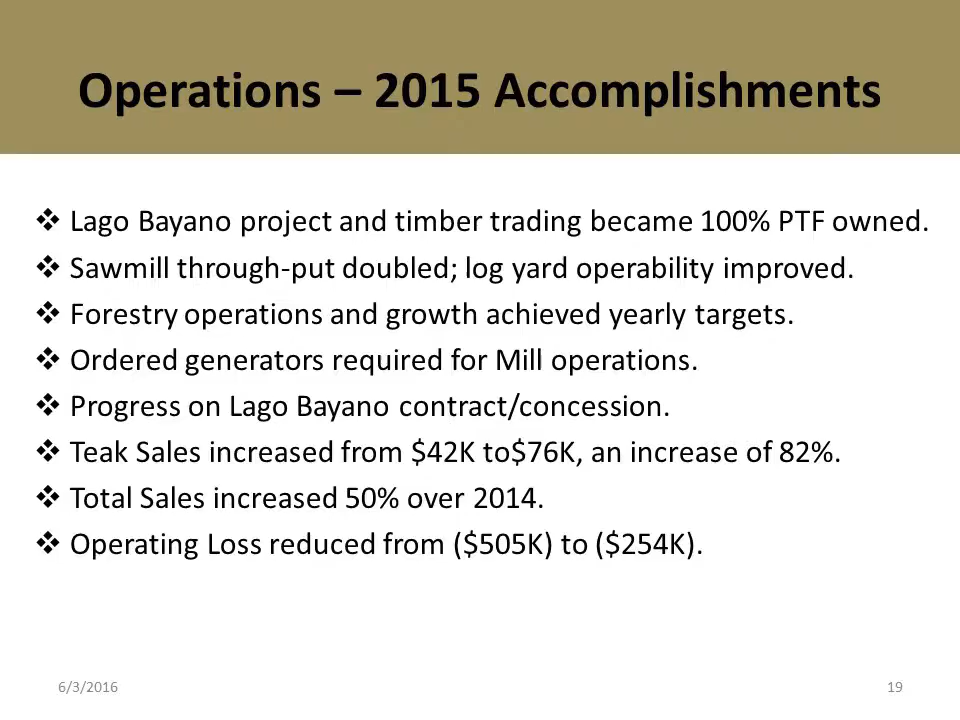 Operations – 2015 Accomplishments
❖ Lago Bayano project and timber trading became 100% PTF owned.
❖ Sawmill through-put doubled; log yard operability improved.
❖ Forestry operations and growth achieved yearly targets.
❖ Ordered generators required for Mill operations.
❖ Progress on Lago Bayano contract/concession.
❖ Teak Sales increased from $42K to$76K, an increase of 82%.
❖ Total Sales increased 50% over 2014.
❖ Operating Loss reduced from ($505K) to ($254K).
6/3/2016
19